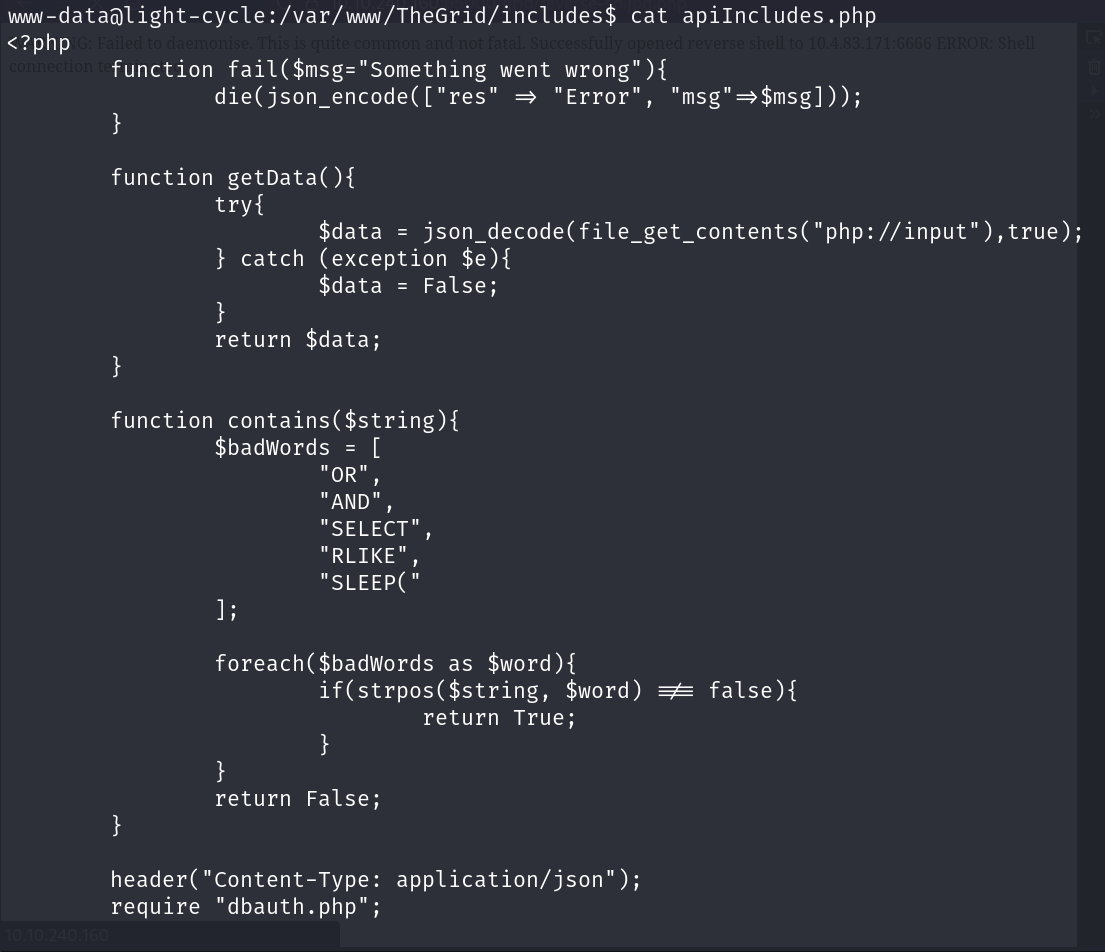 www-data@light-cycle:/var/www/TheGrid/includes$ cat apiIncludes.php
<?php
NG: Failed to daemonise. This is quite common and not fatal. Successfully opened reverse shell to 10.4.83.171:6666 ERROR: Shell
connection te
        function fail($msg="Something went wrong"){
                die(json_encode(["res" => "Error", "msg"=>$msg]));
        }

        function getData(){
                try{
                        $data = json_decode(file_get_contents("php://input"),true);
                } catch (exception $e){
                        $data = False;
                }
                return $data;
        }

        function contains($string){
                $badWords = [
                        "OR",
                        "AND",
                        "SELECT",
                        "RLIKE",
                        "SLEEP("
                ];

                foreach($badWords as $word){
                        if(strpos($string, $word) !== false){
                                return True;
                        }
                }
                return False;
        }

        header("Content-Type: application/json");
        require "dbauth.php";
10.10.240.160